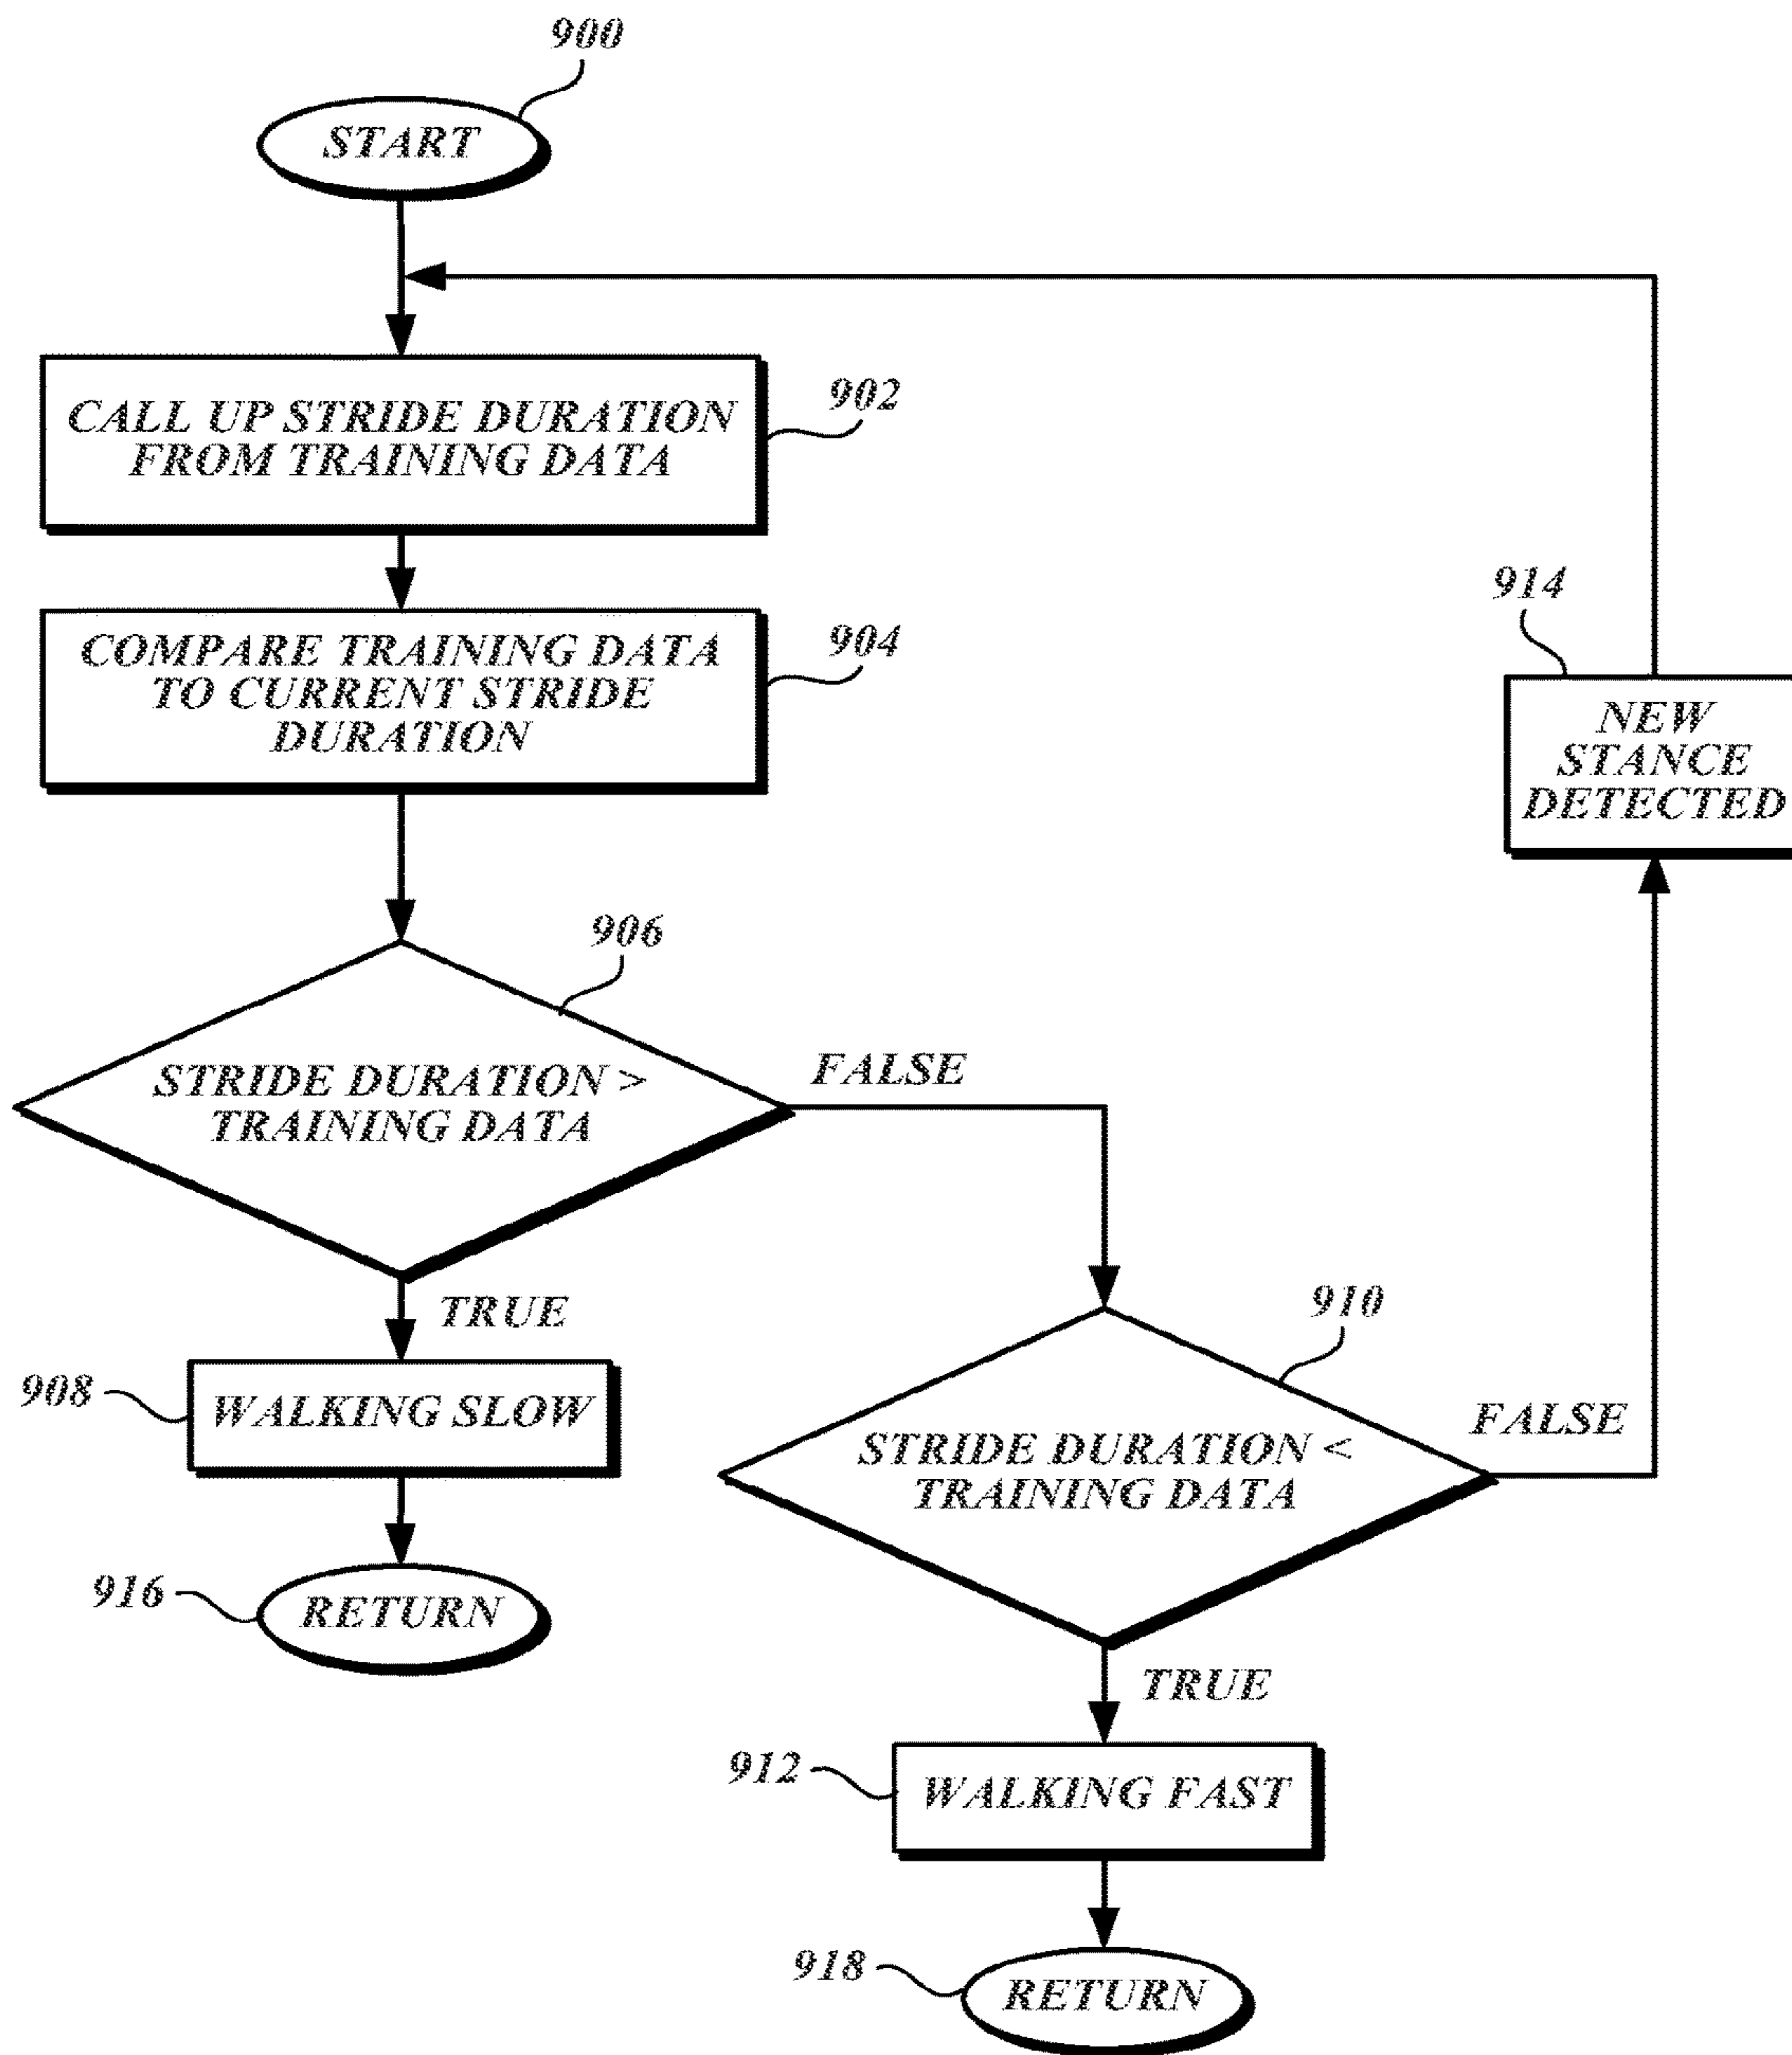 900
START
CALL UP STRIDE DURATION
FROM TRAINING DATA
902
COMPARE TRAINING DATA
TO CURRENT STRIDE
DURATION
904
914
NEW
STANCE
DETECTED
906
STRIDE DURATION >
TRAINING DATA
FALSE
TRUE
908
WALKING SLOW
916
RETURN
910
STRIDE DURATION <
TRAINING DATA
FALSE
TRUE
912
WALKING FAST
918
RETURN